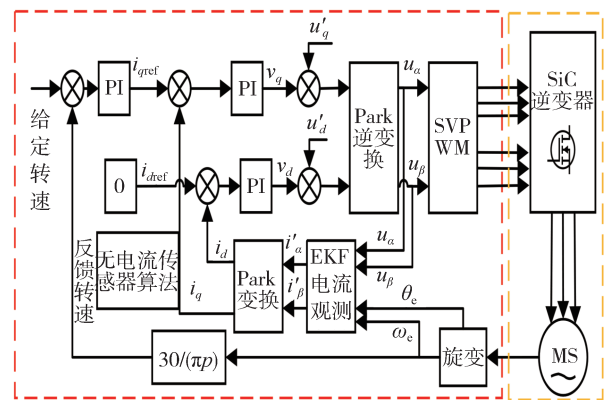 u'q
iqref
vq
uα
PI
PI
给定转速
SiC
逆变器
Park
逆变换
SVP
WM
u'd
idref
vd
uβ
0
PI
反馈转速
无电流传
感器算法
id
iq
Park
变换
i'α
i'β
EKF
电流
观测
uα
uβ
θe
ωe
30/(πp)
旋变
MS
~